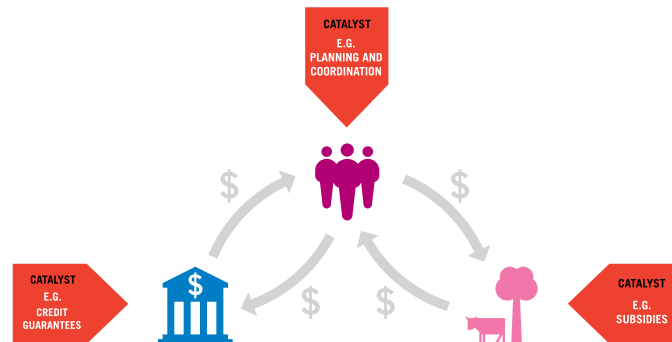 CATALYST
E.G.
PLANNING AND
COORDINATION
$
$
CATALYST
E.G.
CREDIT
GUARANTEES
$
$
$
CATALYST
E.G.
SUBSIDIES